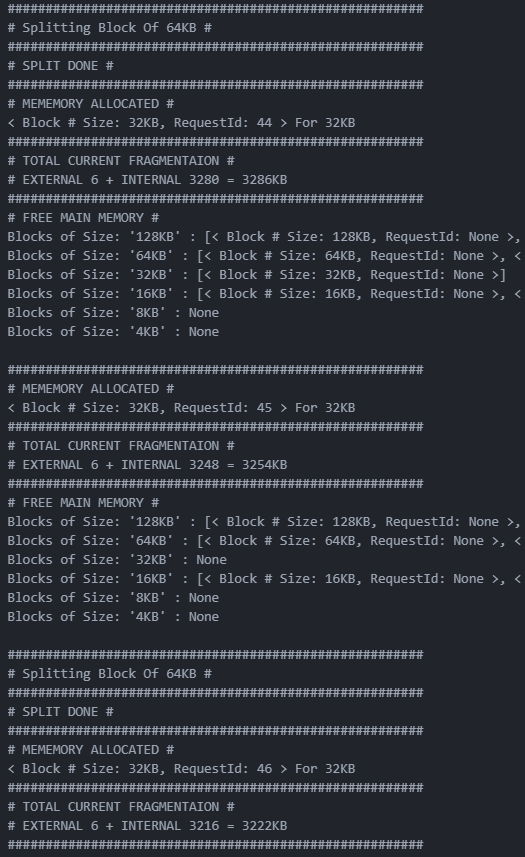 #######################################################
# Splitting Block Of 64KB #
#######################################################
# SPLIT DONE #
#######################################################
# MEMEMORY ALLOCATED #
< Block # Size: 32KB, RequestId: 44 > For 32KB
#######################################################
# TOTAL CURRENT FRAGMENTAION #
# EXTERNAL 6 + INTERNAL 3280 = 3286KB
#######################################################
# FREE MAIN MEMORY #
Blocks of Size: '128KB' : [< Block # Size: 128KB, RequestId: None >,
Blocks of Size: '64KB' : [< Block # Size: 64KB, RequestId: None >, <
Blocks of Size: '32KB' : [< Block # Size: 32KB, RequestId: None >]
Blocks of Size: '16KB' : [< Block # Size: 16KB, RequestId: None >, <
Blocks of Size: '8KB' : None
Blocks of Size: '4KB' : None
#######################################################
# MEMEMORY ALLOCATED #
< Block # Size: 32KB, RequestId: 45 > For 32KB
#######################################################
# TOTAL CURRENT FRAGMENTAION #
# EXTERNAL 6 + INTERNAL 3248 = 3254KB
#######################################################
# FREE MAIN MEMORY #
Blocks of Size: '128KB' : [< Block # Size: 128KB, RequestId: None >,
Blocks of Size: '64KB' : [< Block # Size: 64KB, RequestId: None >, <
Blocks of Size: '32KB' : None
Blocks of Size: '16KB' : [< Block # Size: 16KB, RequestId: None >, <
Blocks of Size: '8KB' : None
Blocks of Size: '4KB' : None
#######################################################
# Splitting Block Of 64KB #
#######################################################
# SPLIT DONE #
#######################################################
# MEMEMORY ALLOCATED #
< Block # Size: 32KB, RequestId: 46 > For 32KB
#######################################################
# TOTAL CURRENT FRAGMENTAION #
# EXTERNAL 6 + INTERNAL 3216 = 3222KB
#######################################################